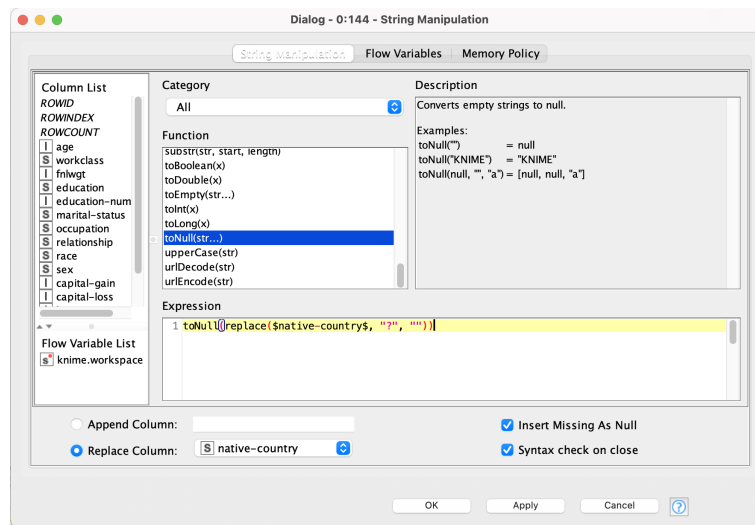 Dialog - 0:144 - String Manipulation
String Manipulation Flow Variables Memory Policy
Column List
ROWID
ROWINDEX
ROWCOUNT
I age
S workclass
I fnlwgt
S education
I education-num
S marital-status
S occupation
S relationship
S race
S sex
I capital-gain
I capital-loss
Flow Variable List
s knime.workspace
Category
All
Function
substr(str, start, length)
toBoolean(x)
toDouble(x)
toEmpty(str...)
toInt(x)
toLong(x)
toNull(str...)
upperCase(str)
urlDecode(str)
urlEncode(str)
Description
Converts empty strings to null.
Examples:
toNull("") = null
toNull("KNIME") = "KNIME"
toNull(null, "", "a") = [null, null, "a"]
Expression
1 toNull(replace($native-country$, "?", ""))
Append Column:
Insert Missing As Null
Replace Column: S native-country
Syntax check on close
OK Apply Cancel ?